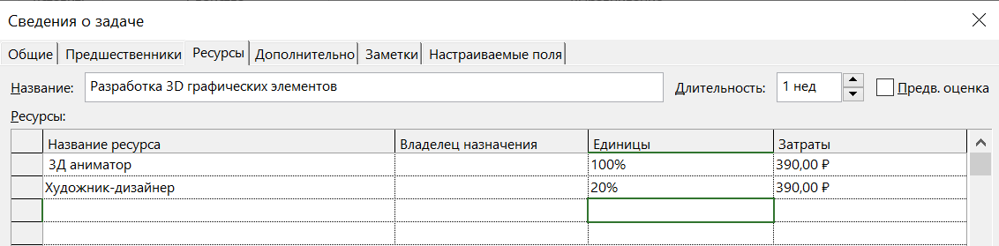 Сведения о задаче
Общие Предшественники Ресурсы Дополнительно Заметки Настраиваемые поля
Название: Разработка 3D графических элементов Длительность: 1 нед Предв. оценка
Ресурсы:
Название ресурса Владелец назначения Единицы Затраты
3Д аниматор 100% 390,00 ₽
Художник-дизайнер 20% 390,00 ₽